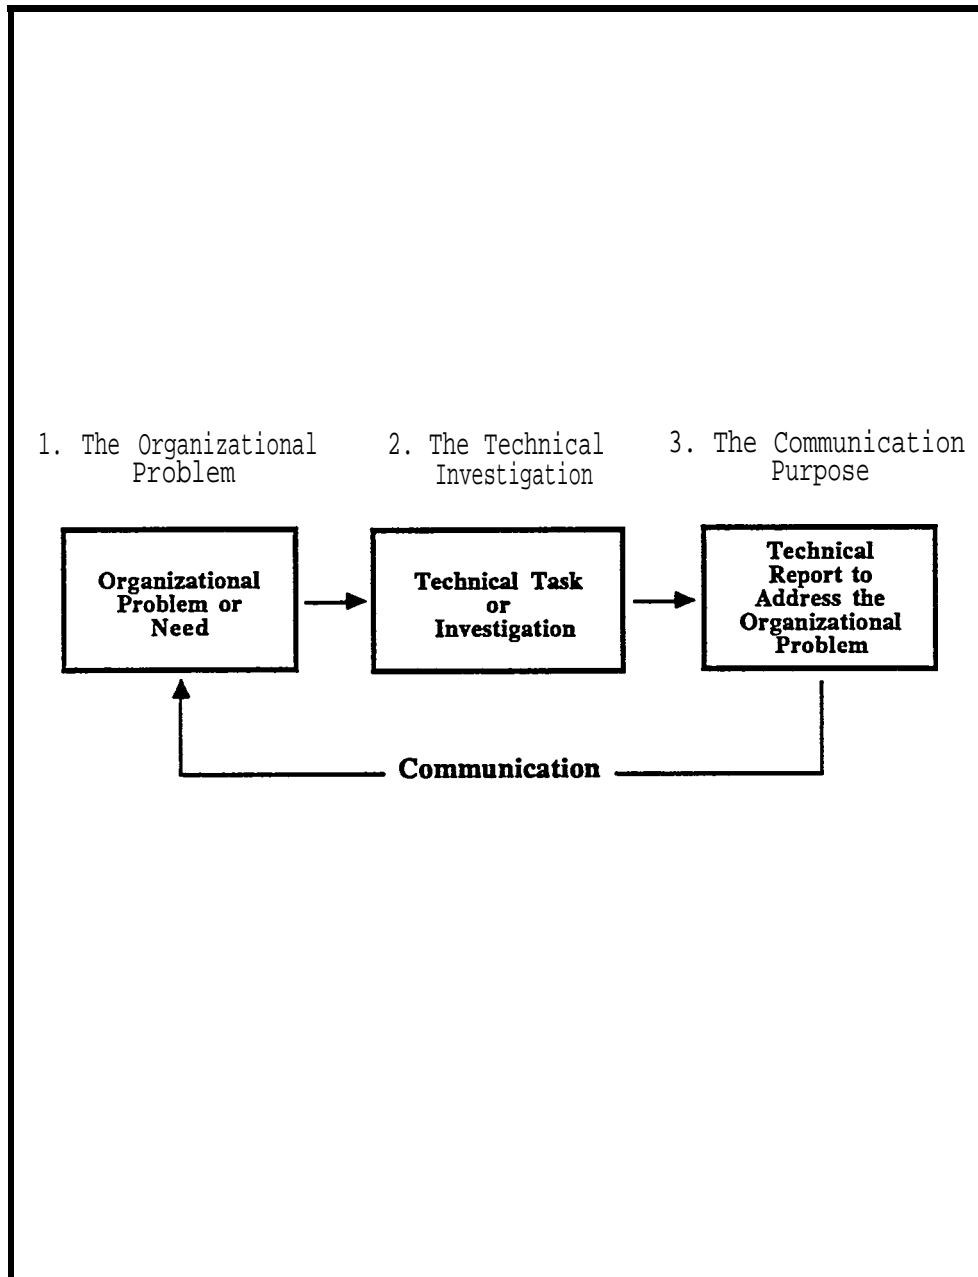 1. The Organizational
Problem
2. The Technical
Investigation
3. The Communication
Purpose
Organizational
Problem or
Need
Technical Task
or
Investigation
Technical
Report to
Address the
Organizational
Problem
Communication